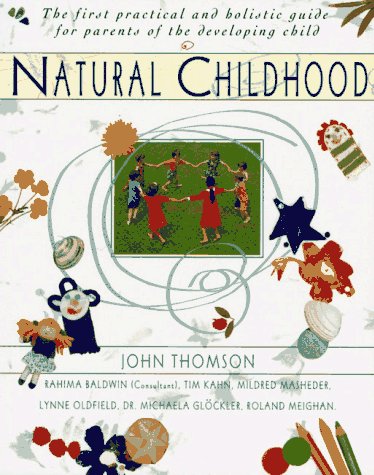 The first practical and holistic guide
for parents of the developing child
NATURAL CHILDHOOD
JOHN THOMSON
RAHIMA BALDWIN (Consultant), TIM KAHN, MILDRED MASHEDER,
LYNNE OLDFIELD, DR. MICHAELA GLÖCKLER, ROLAND MEIGHAN.